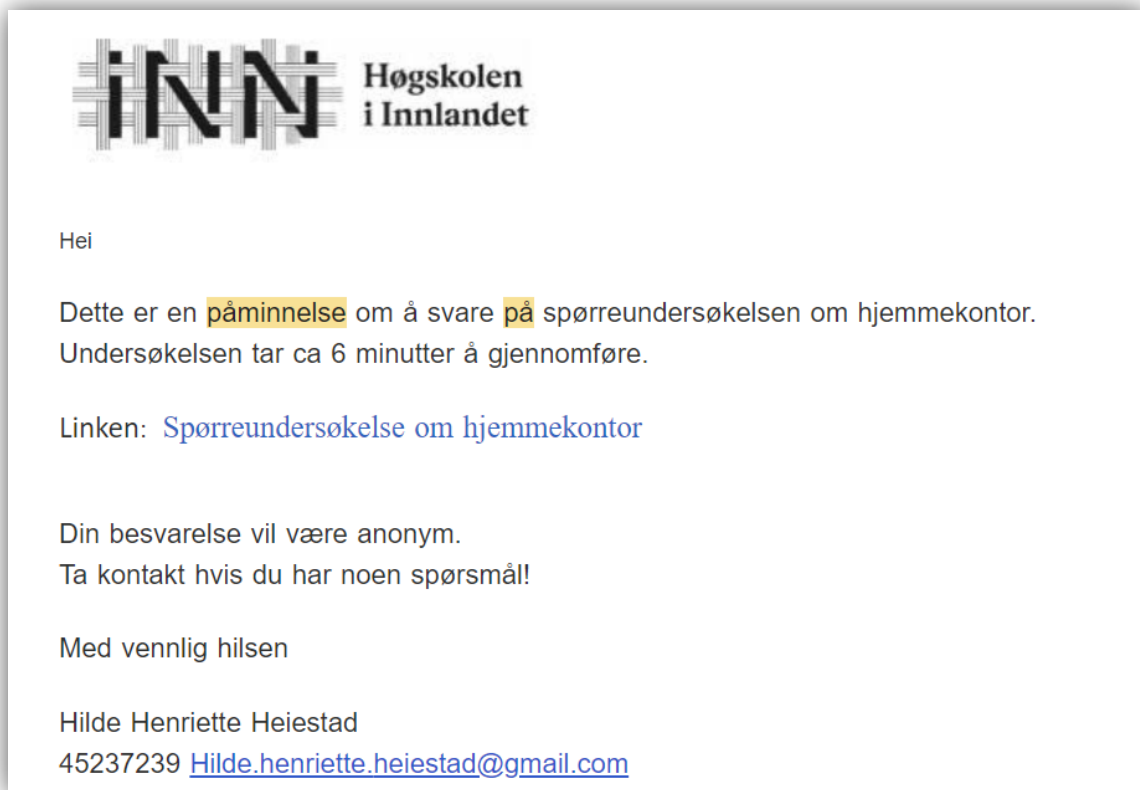 iNN
Høgskolen
i Innlandet
Hei
Dette er en påminnelse om å svare på spørreundersøkelsen om hjemmekontor.
Undersøkelsen tar ca 6 minutter å gjennomføre.
Linken: Spørreundersøkelse om hjemmekontor
Din besvarelse vil være anonym.
Ta kontakt hvis du har noen spørsmål!
Med vennlig hilsen
Hilde Henriette Heiestad
45237239 Hilde.henriette.heiestad@gmail.com